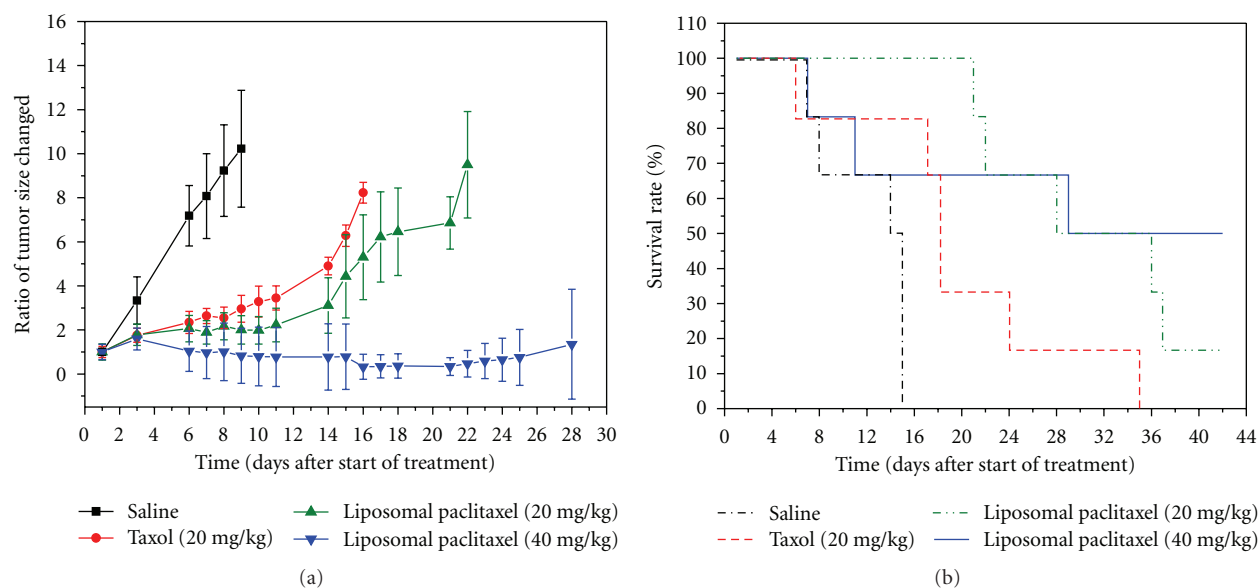 16
14
12
10
8
6
4
2
0
Ratio of tumor size changed
0 2 4 6 8 10 12 14 16 18 20 22 24 26 28 30
Time (days after start of treatment)
Saline
Taxol (20 mg/kg)
Liposomal paclitaxel (20 mg/kg)
Liposomal paclitaxel (40 mg/kg)
(a)
110
100
90
80
70
60
50
40
30
20
10
0
Survival rate (%)
0 4 8 12 16 20 24 28 32 36 40 44
Time (days after start of treatment)
Saline
Taxol (20 mg/kg)
Liposomal paclitaxel (20 mg/kg)
Liposomal paclitaxel (40 mg/kg)
(b)